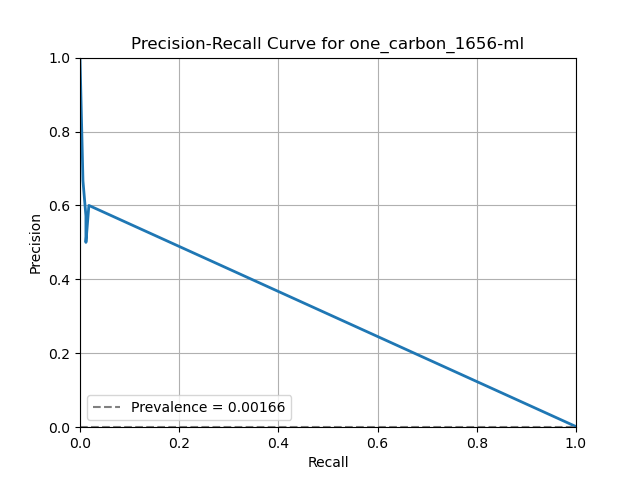 Precision-Recall Curve for one_carbon_1656-ml
1.0
0.8
0.6
0.4
0.2
0.0
Precision
Prevalence = 0.00166
0.0 0.2 0.4 0.6 0.8 1.0
Recall